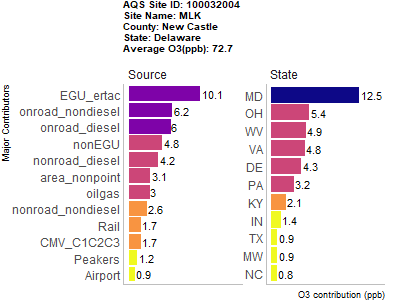 AQS Site ID: 100032004
Site Name: MLK
County: New Castle
State: Delaware
Average O3(ppb): 72.7
Major Contributors
Source
EGU_ertac 10.1
onroad_nondiesel 6.2
onroad_diesel 6
nonEGU 4.8
nonroad_diesel 4.2
area_nonpoint 3.1
oilgas 3
nonroad_nondiesel 2.6
Rail 1.7
CMV_C1C2C3 1.7
Peakers 1.2
Airport 0.9
State
MD 12.5
OH 5.4
WV 4.9
VA 4.8
DE 4.3
PA 3.2
KY 2.1
IN 1.4
TX 0.9
MW 0.9
NC 0.8
O3 contribution (ppb)